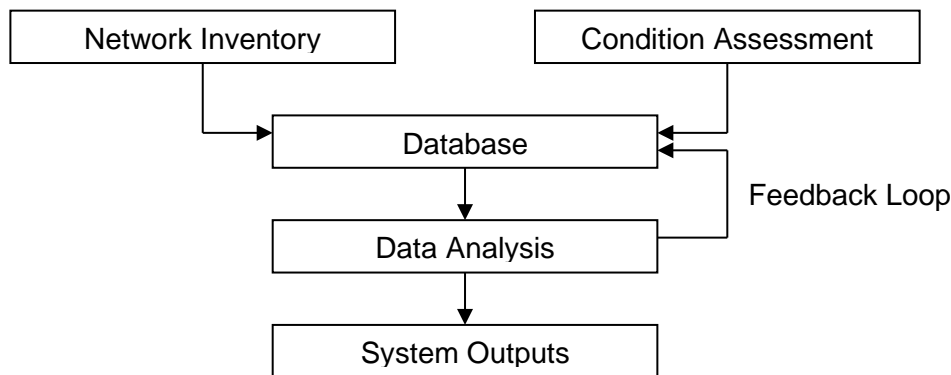 Network Inventory
Condition Assessment
Database
Feedback Loop
Data Analysis
System Outputs